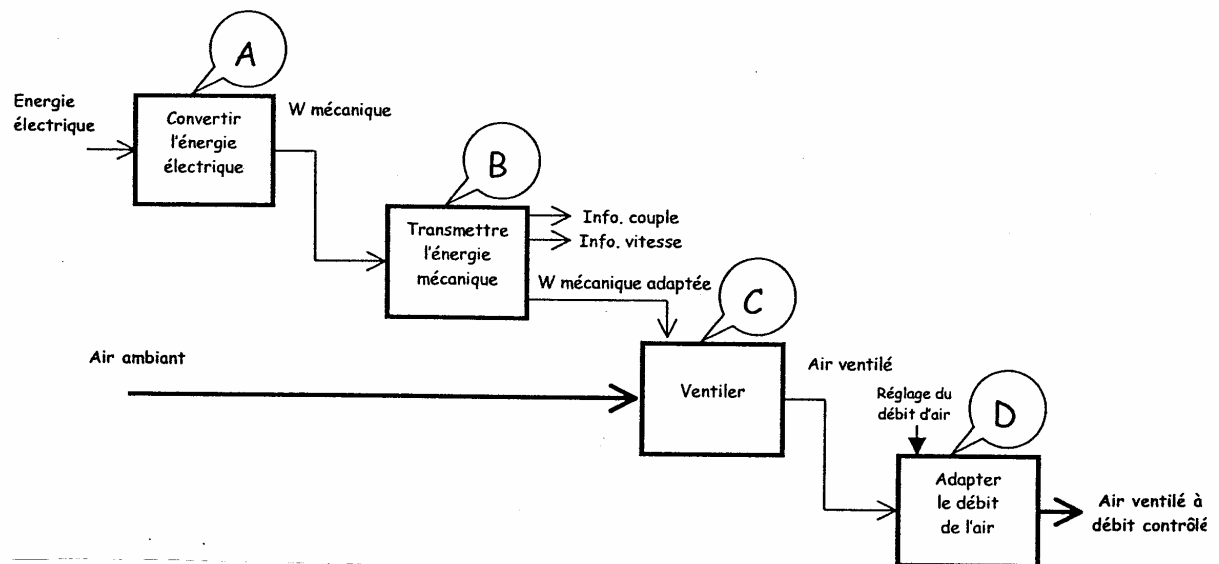 A
Energie
électrique
Convertir
l'énergie
électrique
W mécanique
B
Transmettre
l'énergie
mécanique
Info. couple
Info. vitesse
W mécanique adaptée
C
Air ambiant
Ventiler
Air ventilé
Réglage du
débit d'air
D
Adapter
le débit
de l'air
Air ventilé à
débit contrôlé